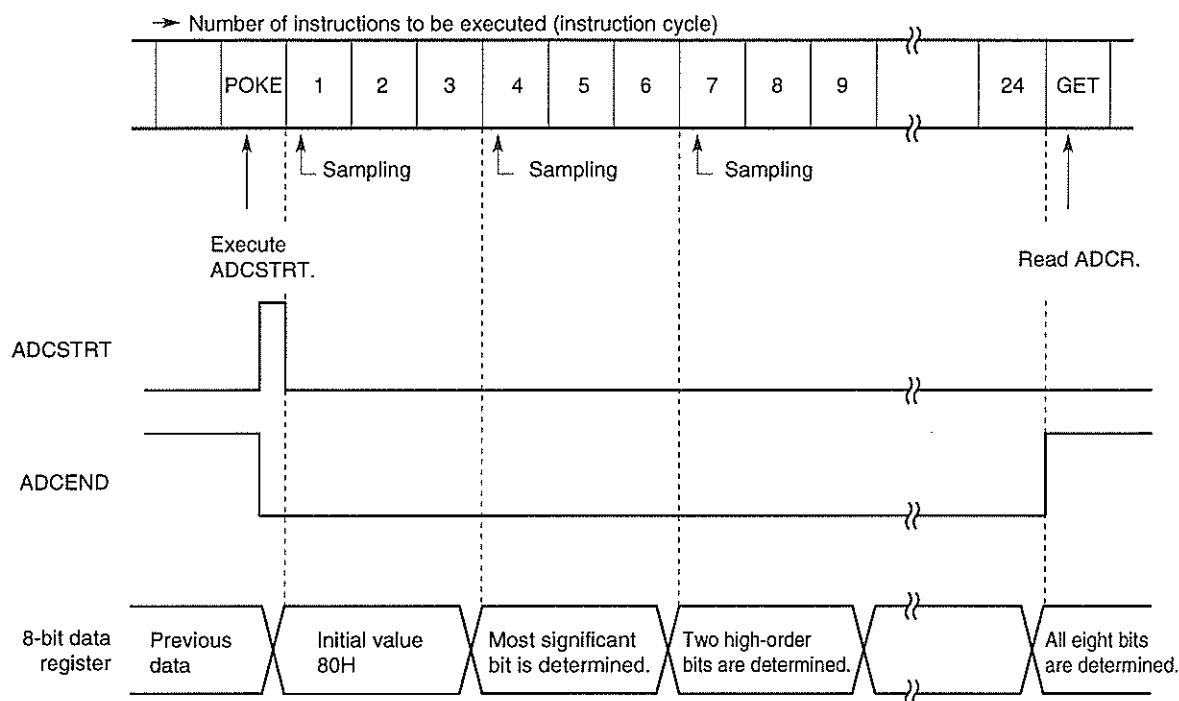 Number of instructions to be executed (instruction cycle)
POKE 1 2 3 4 5 6 7 8 9 24 GET
Sampling Sampling Sampling
Execute
ADCSTRT.
Read ADCR.
ADCSTRT
ADCEND
8-bit data
register
Previous
data
Initial value
80H
Most significant
bit is determined.
Two high-order
bits are determined.
All eight bits
are determined.